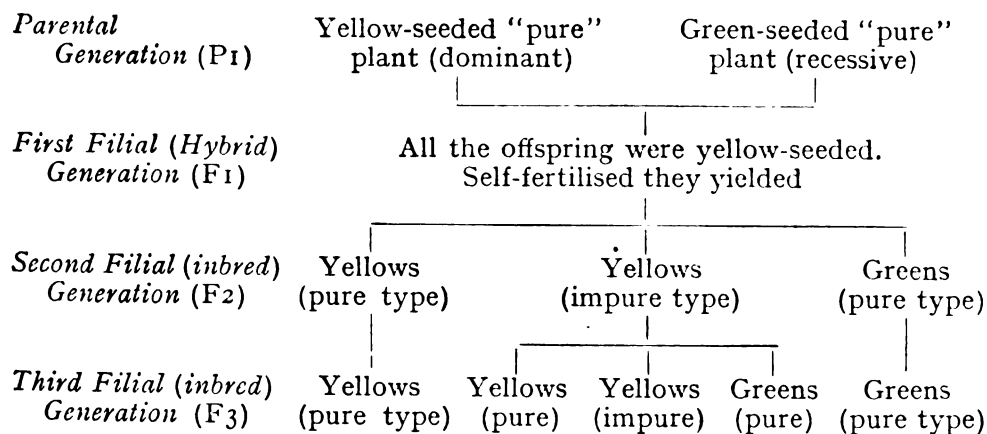 Parental Generation (P1)
Yellow-seeded “pure” plant (dominant)
Green-seeded “pure” plant (recessive)
First Filial (Hybrid) Generation (F1)
All the offspring were yellow-seeded.
Self-fertilised they yielded
Second Filial (inbred) Generation (F2)
Yellows (pure type)
Yellows (impure type)
Greens (pure type)
Third Filial (inbred) Generation (F3)
Yellows (pure type)
Yellows (pure)
Yellows (impure)
Greens (pure)
Greens (pure type)